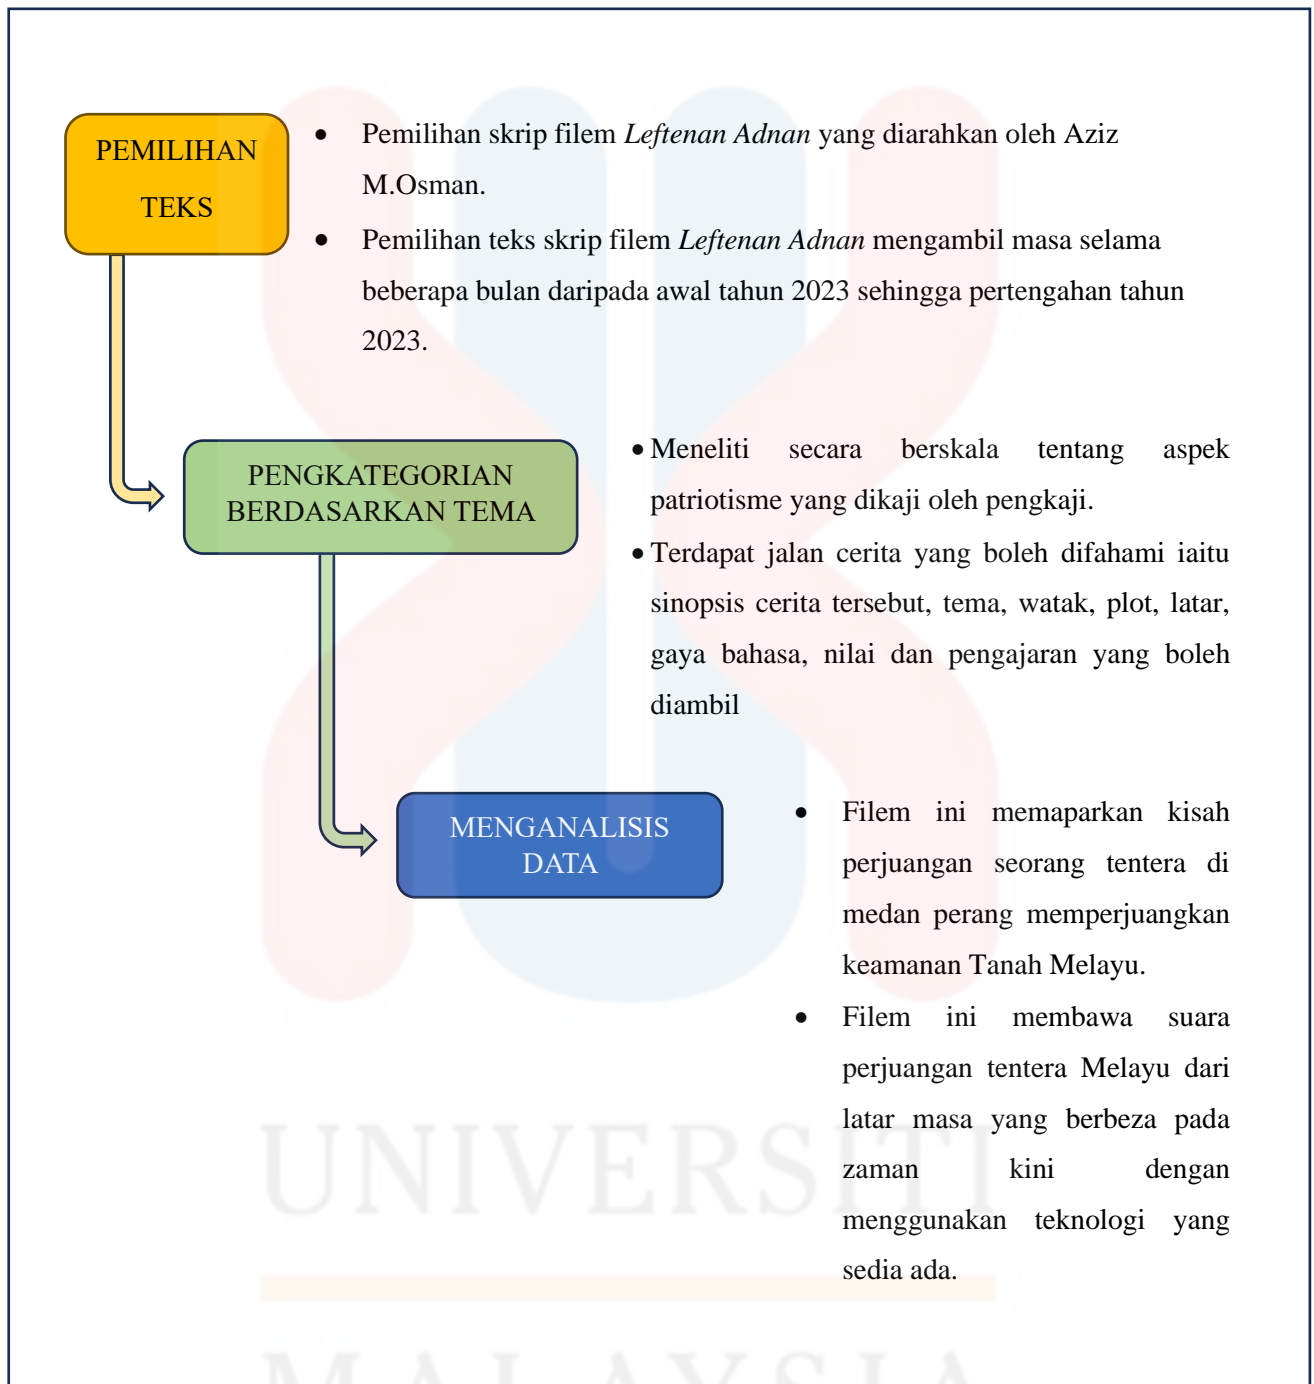 PEMILIHAN
TEKS
• Pemilihan skrip filem Leftenan Adnan yang diarahkan oleh Aziz
M.Osman.
• Pemilihan teks skrip filem Leftenan Adnan mengambil masa selama
beberapa bulan daripada awal tahun 2023 sehingga pertengahan tahun
2023.
PENGKATEGORIAN
BERDASARKAN TEMA
• Meneliti secara berskala tentang aspek
patriotisme yang dikaji oleh pengkaji.
• Terdapat jalan cerita yang boleh difahami iaitu
sinopsis cerita tersebut, tema, watak, plot, latar,
gaya bahasa, nilai dan pengajaran yang boleh
diambil
MENGANALISIS
DATA
• Filem ini memaparkan kisah
perjuangan seorang tentera di
medan perang memperjuangkan
keamanan Tanah Melayu.
• Filem ini membawa suara
perjuangan tentera Melayu dari
latar masa yang berbeza pada
zaman kini dengan
menggunakan teknologi yang
sedia ada.
UNIVERSITI
MALAYSIA